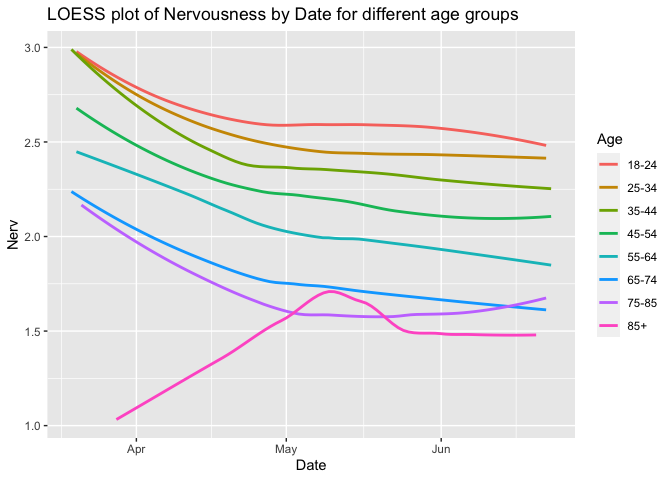 LOESS plot of Nervousness by Date for different age groups
3.0
2.5
2.0
1.5
1.0
Nerv
Apr
May
Jun
Date
Age
18-24
25-34
35-44
45-54
55-64
65-74
75-85
85+